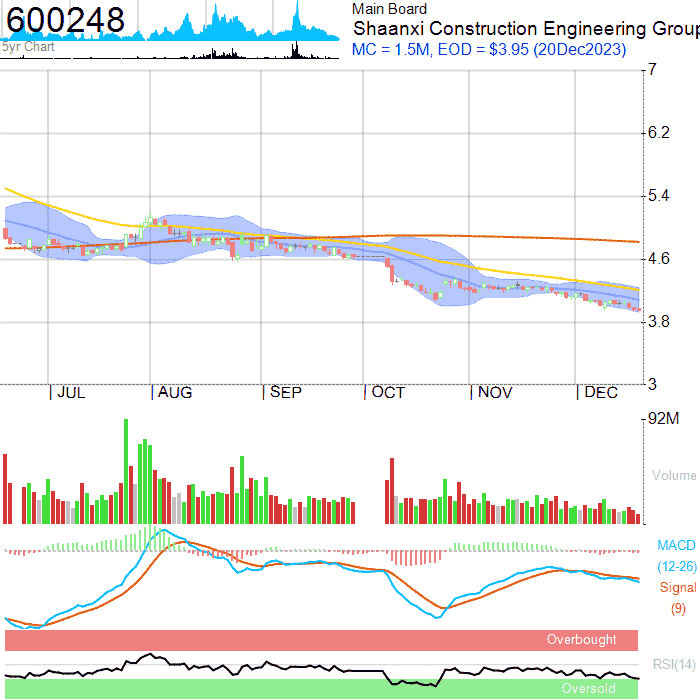 600248
5yr Chart
Main Board
Shaanxi Construction Engineering Group
MC = 1.5M, EOD = $3.95 (20Dec2023)
7
6.2
5.4
4.6
3.8
3
JUL AUG SEP OCT NOV DEC
92M
Volume
MACD
(12-26)
Signal
(9)
Overbought
RSI(14)
Oversold